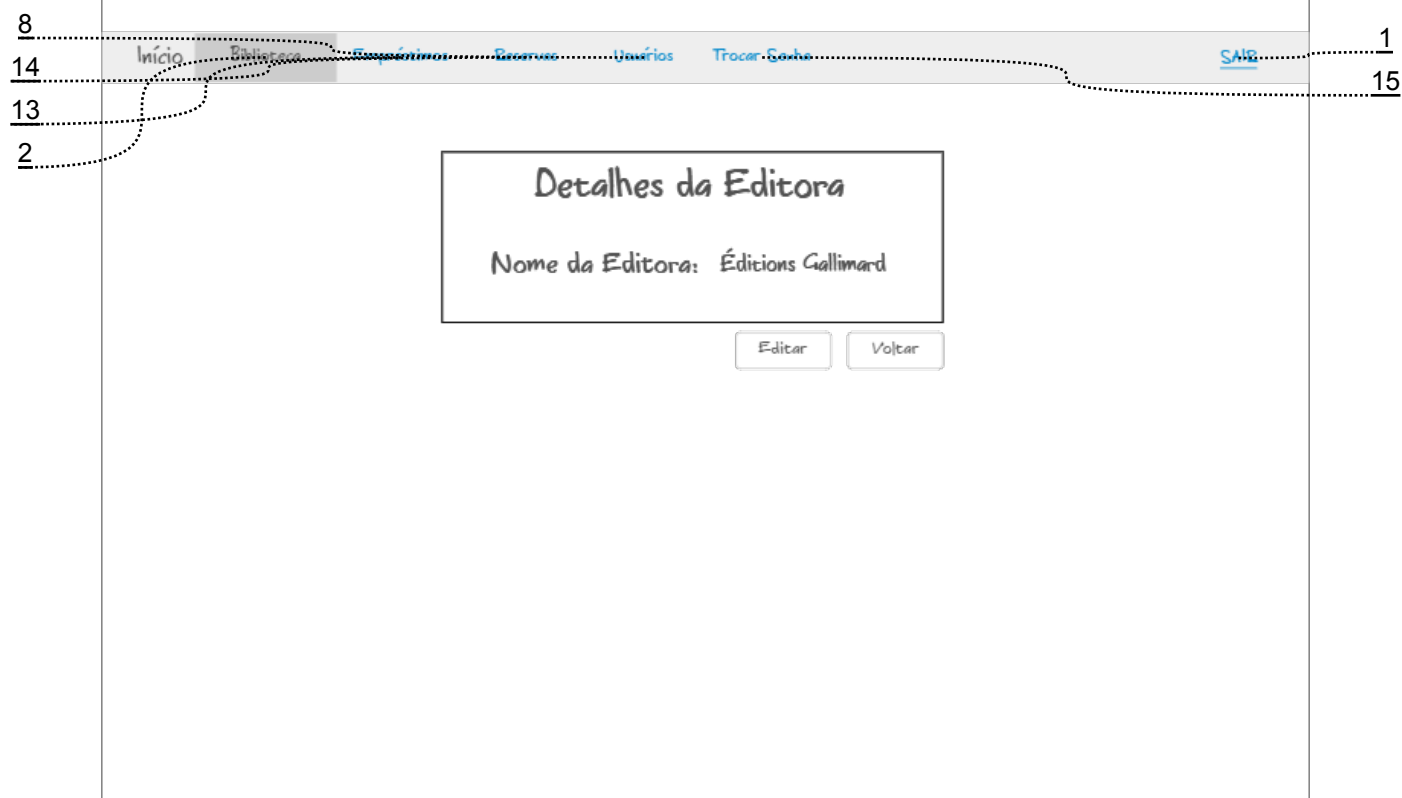 8
1
Início Biblioteca Empréstimos Reservas Usuários Trocar Senha SAIR
14
15
13
2
Detalhes da Editora
Nome da Editora: Éditions Gallimard
Editar Voltar